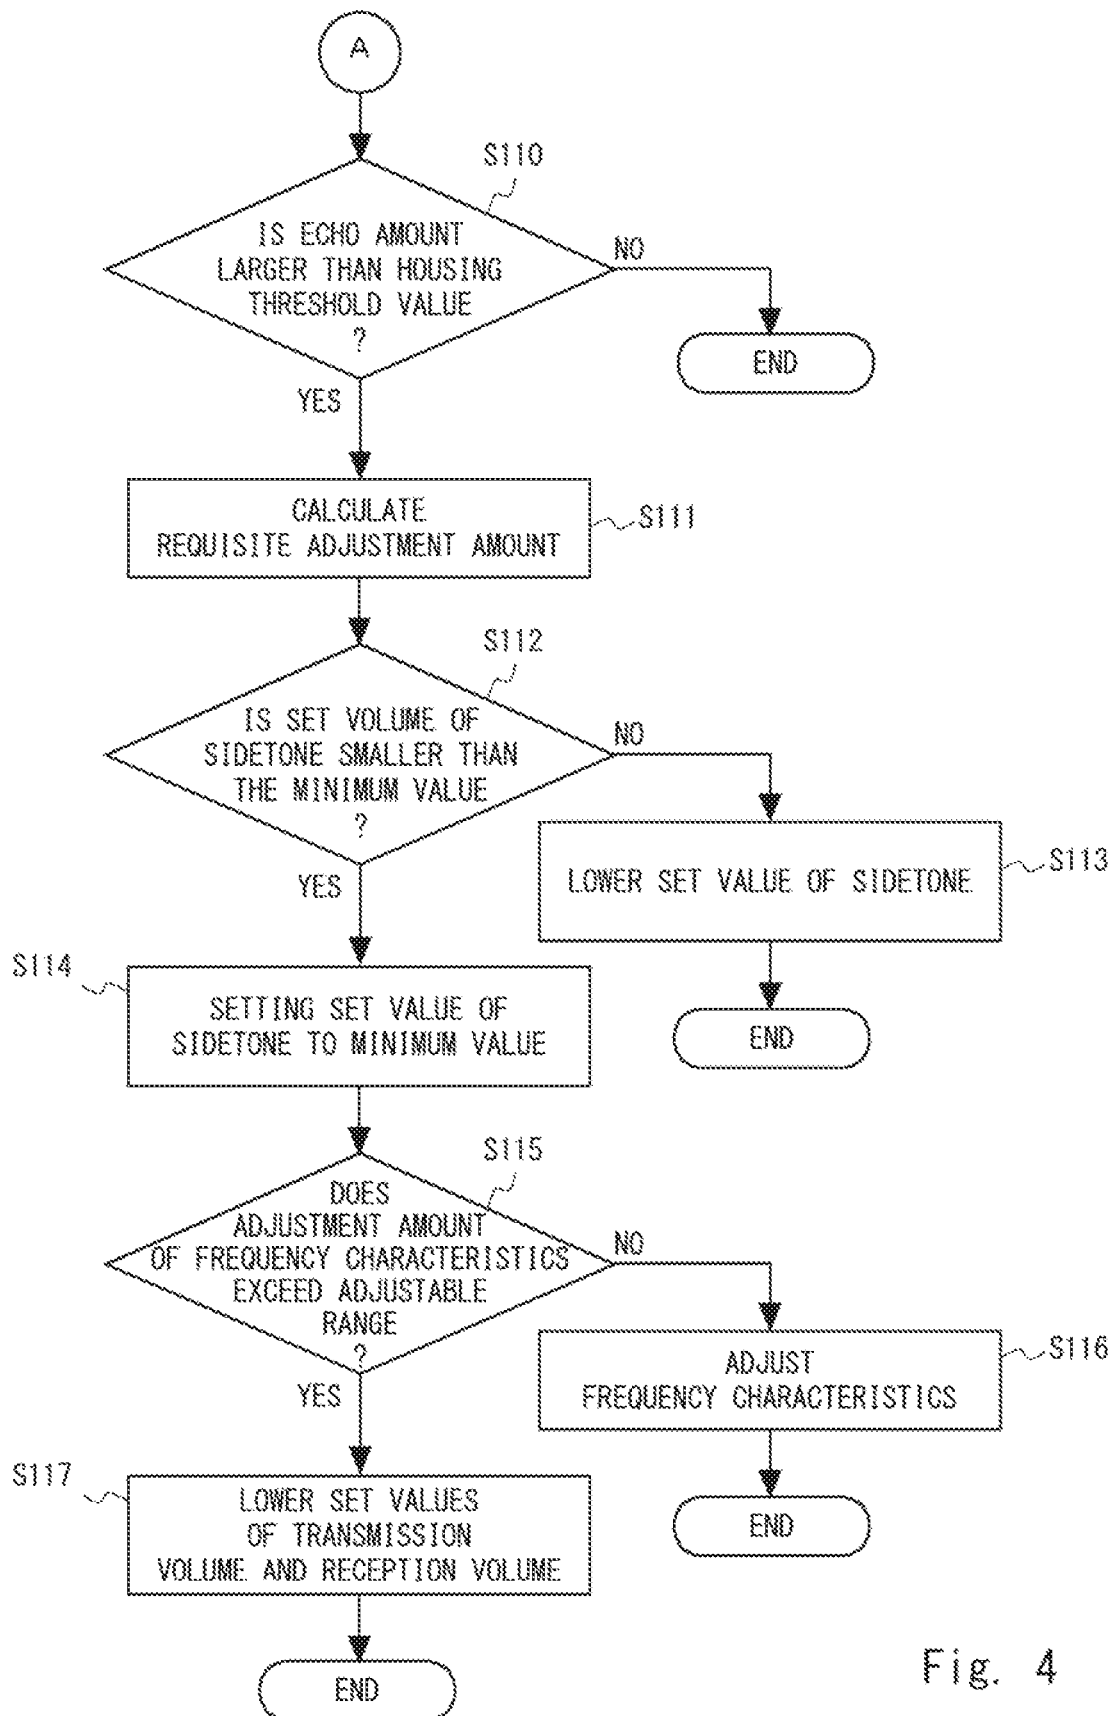 A
S110
IS ECHO AMOUNT
LARGER THAN HOUSING
THRESHOLD VALUE
?
NO
END
YES
CALCULATE
REQUISITE ADJUSTMENT AMOUNT
S111
S112
IS SET VOLUME OF
SIDETONE SMALLER THAN
THE MINIMUM VALUE
?
NO
LOWER SET VALUE OF SIDETONE
S113
END
YES
S114
SETTING SET VALUE OF
SIDETONE TO MINIMUM VALUE
S115
DOES
ADJUSTMENT AMOUNT
OF FREQUENCY CHARACTERISTICS
EXCEED ADJUSTABLE
RANGE
?
NO
ADJUST
FREQUENCY CHARACTERISTICS
S116
END
YES
S117
LOWER SET VALUES
OF TRANSMISSION
VOLUME AND RECEPTION VOLUME
END
Fig. 4